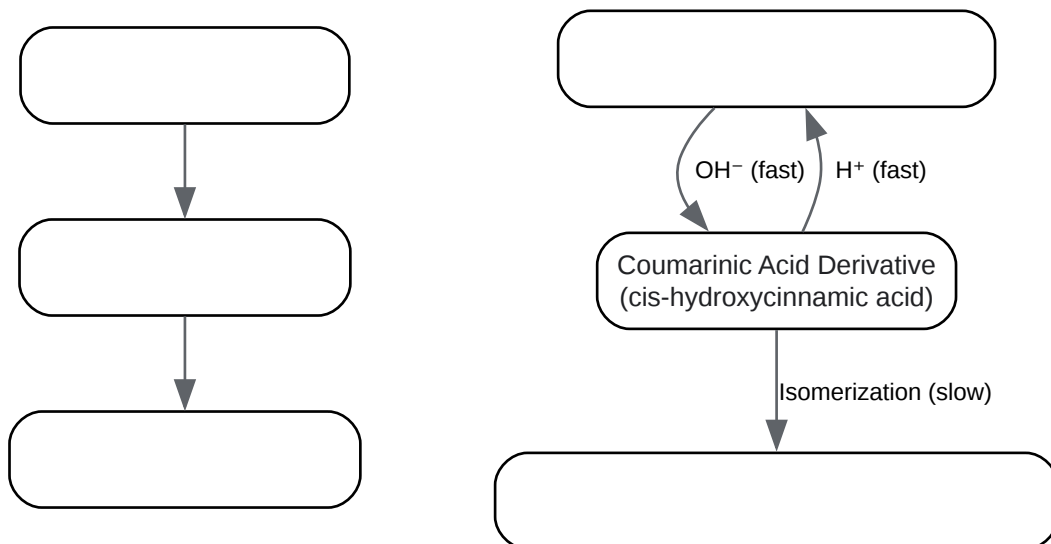 OH⁻ (fast)
H⁺ (fast)
Coumarinic Acid Derivative
(cis-hydroxycinnamic acid)
Isomerization (slow)